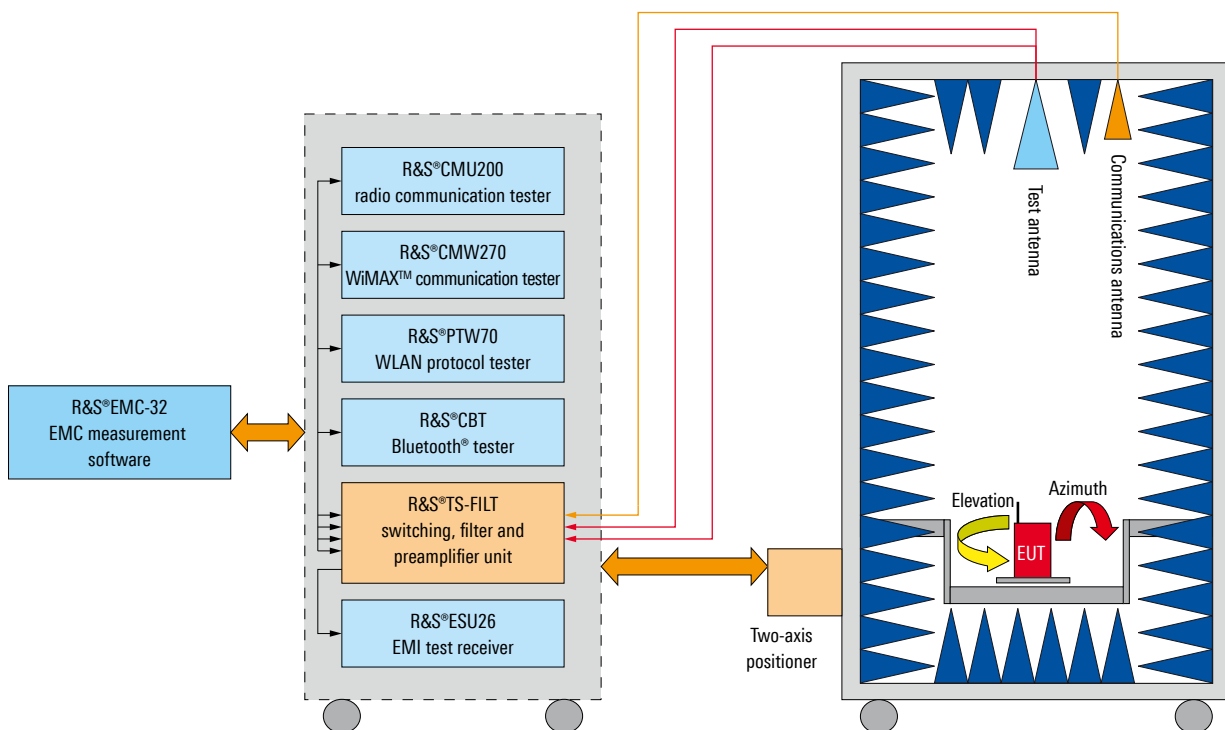 R&S®CMU200
radio communication tester
R&S®CMW270
WiMAX™ communication tester
R&S®PTW70
WLAN protocol tester
R&S®EMC-32
EMC measurement
software
R&S®CBT
Bluetooth® tester
R&S®TS-FILT
switching, filter and
preamplifier unit
R&S®ESU26
EMI test receiver
Two-axis
positioner
Test antenna
Communications antenna
Elevation
Azimuth
EUT